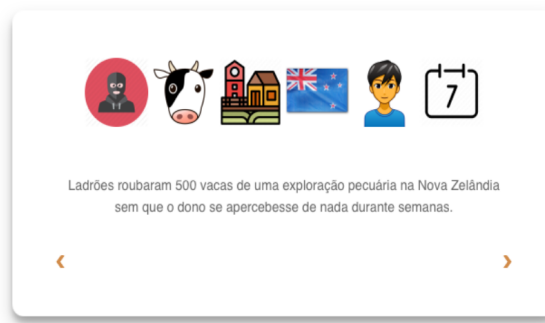 7
Ladrões roubaram 500 vacas de uma exploração pecuária na Nova Zelândia
sem que o dono se apercebesse de nada durante semanas.